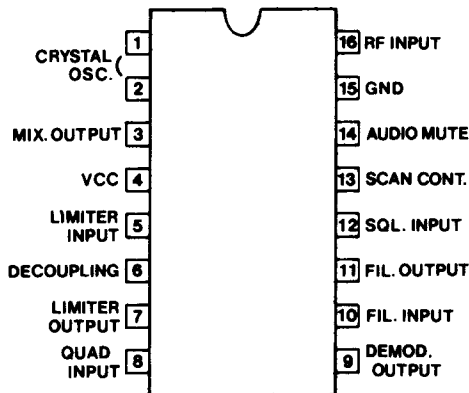 1
16 RF INPUT
CRYSTAL
OSC.
(
2
15 GND
MIX. OUTPUT 3
14 AUDIO MUTE
VCC 4
13 SCAN CONT.
LIMITER
INPUT 5
12 SQL. INPUT
DECOUPLING 6
11 FIL. OUTPUT
LIMITER
OUTPUT 7
10 FIL. INPUT
QUAD
INPUT 8
9 DEMOD.
OUTPUT